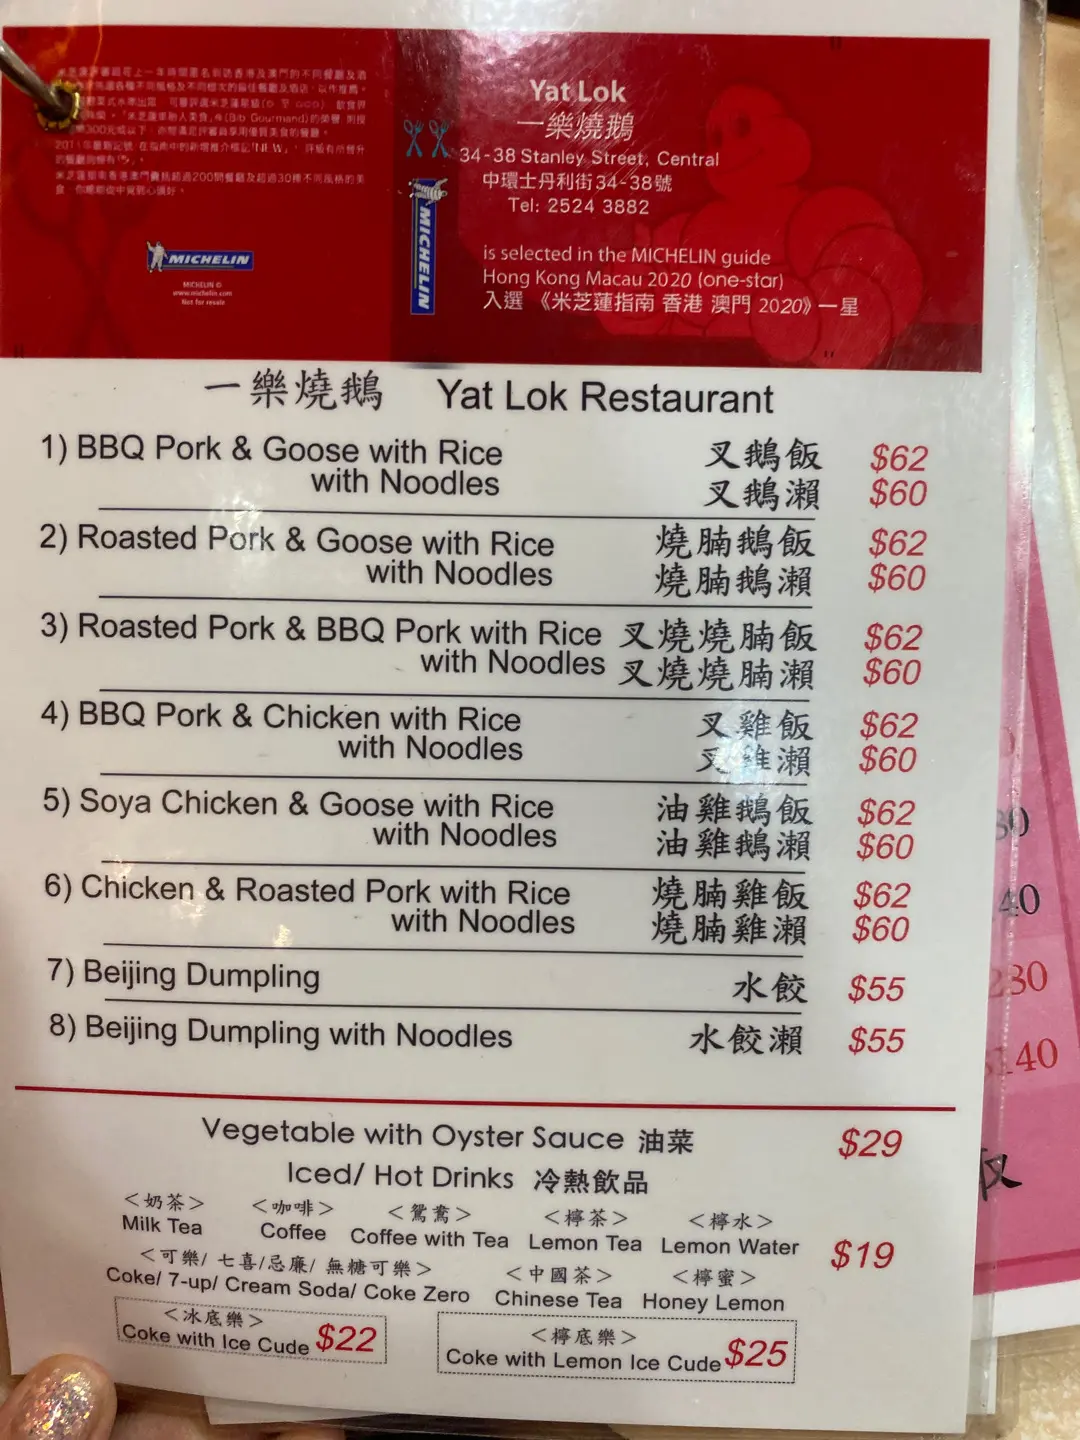 Yat Lok
一樂燒鵝
34-38 Stanley Street, Central
中環士丹利街34-38號
Tel: 2524 3882
is selected in the MICHELIN guide
Hong Kong Macau 2020 (one-star)
入選 《米芝蓮指南 香港 澳門 2020》一星
MICHELIN
MICHELIN
MICHELIN ©
www.michelin.com
Not for resale
一樂燒鵝 Yat Lok Restaurant
1) BBQ Pork & Goose with Rice 叉鵝飯 $62
with Noodles 叉鵝瀨 $60
2) Roasted Pork & Goose with Rice 燒腩鵝飯 $62
with Noodles 燒腩鵝瀨 $60
3) Roasted Pork & BBQ Pork with Rice 叉燒燒腩飯 $62
with Noodles 叉燒燒腩瀨 $60
4) BBQ Pork & Chicken with Rice 叉雞飯 $62
with Noodles 叉雞瀨 $60
5) Soya Chicken & Goose with Rice 油雞鵝飯 $62
with Noodles 油雞鵝瀨 $60
6) Chicken & Roasted Pork with Rice 燒腩雞飯 $62
with Noodles 燒腩雞瀨 $60
7) Beijing Dumpling 水餃 $55
8) Beijing Dumpling with Noodles 水餃瀨 $55
Vegetable with Oyster Sauce 油菜 $29
Iced/ Hot Drinks 冷熱飲品
<奶茶> <咖啡> <鴛鴦> <檸茶> <檸水>
Milk Tea Coffee Coffee with Tea Lemon Tea Lemon Water $19
<可樂/ 七喜/忌廉/ 無糖可樂> <中國茶> <檸蜜>
Coke/ 7-up/ Cream Soda/ Coke Zero Chinese Tea Honey Lemon
<冰底樂>
Coke with Ice Cude $22
<檸底樂>
Coke with Lemon Ice Cude $25